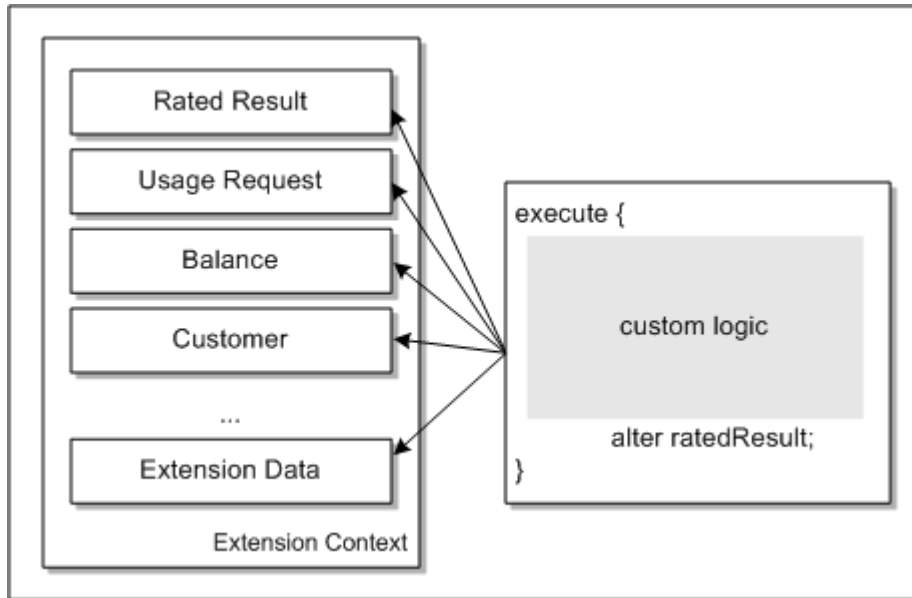 Rated Result
Usage Request
Balance
Customer
...
Extension Data
Extension Context
execute {
custom logic
alter ratedResult;
}